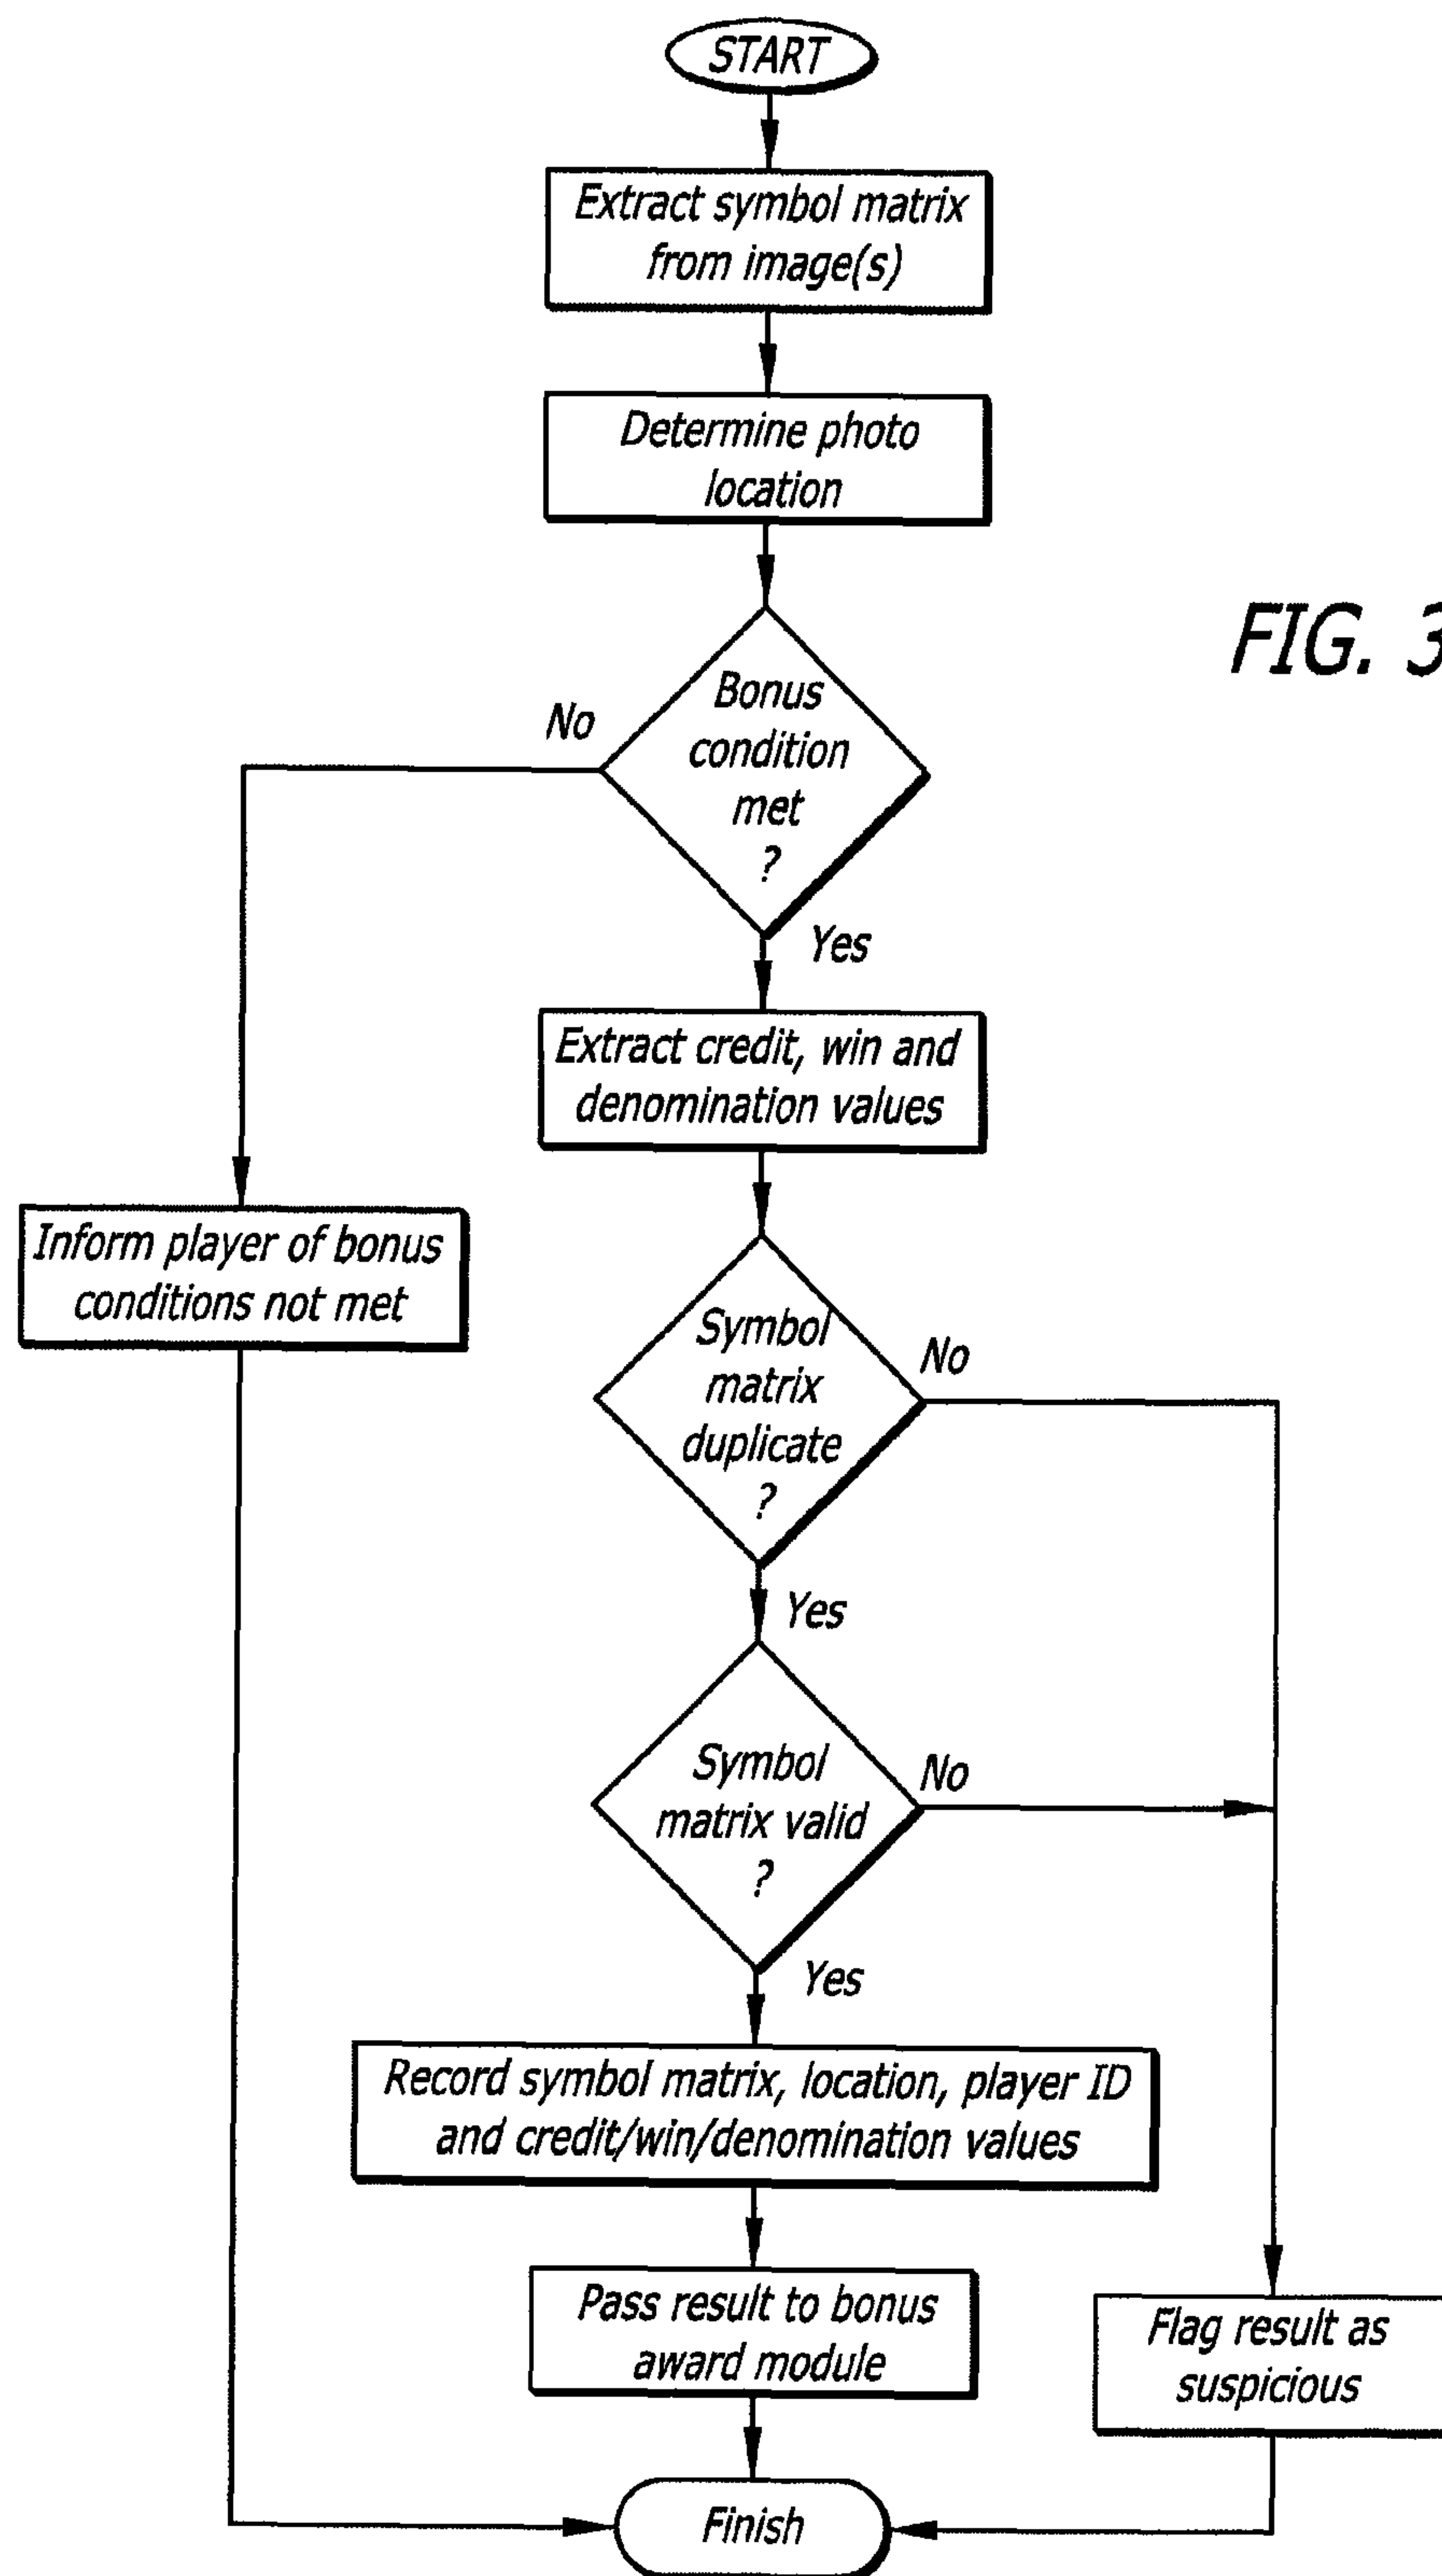 START
Extract symbol matrix
from image(s)
Determine photo
location
FIG. 3
Bonus
condition
met
?
No
Yes
Extract credit, win and
denomination values
Inform player of bonus
conditions not met
Symbol
matrix
duplicate
?
No
Yes
Symbol
matrix valid
?
No
Yes
Record symbol matrix, location, player ID
and credit/win/denomination values
Pass result to bonus
award module
Flag result as
suspicious
Finish